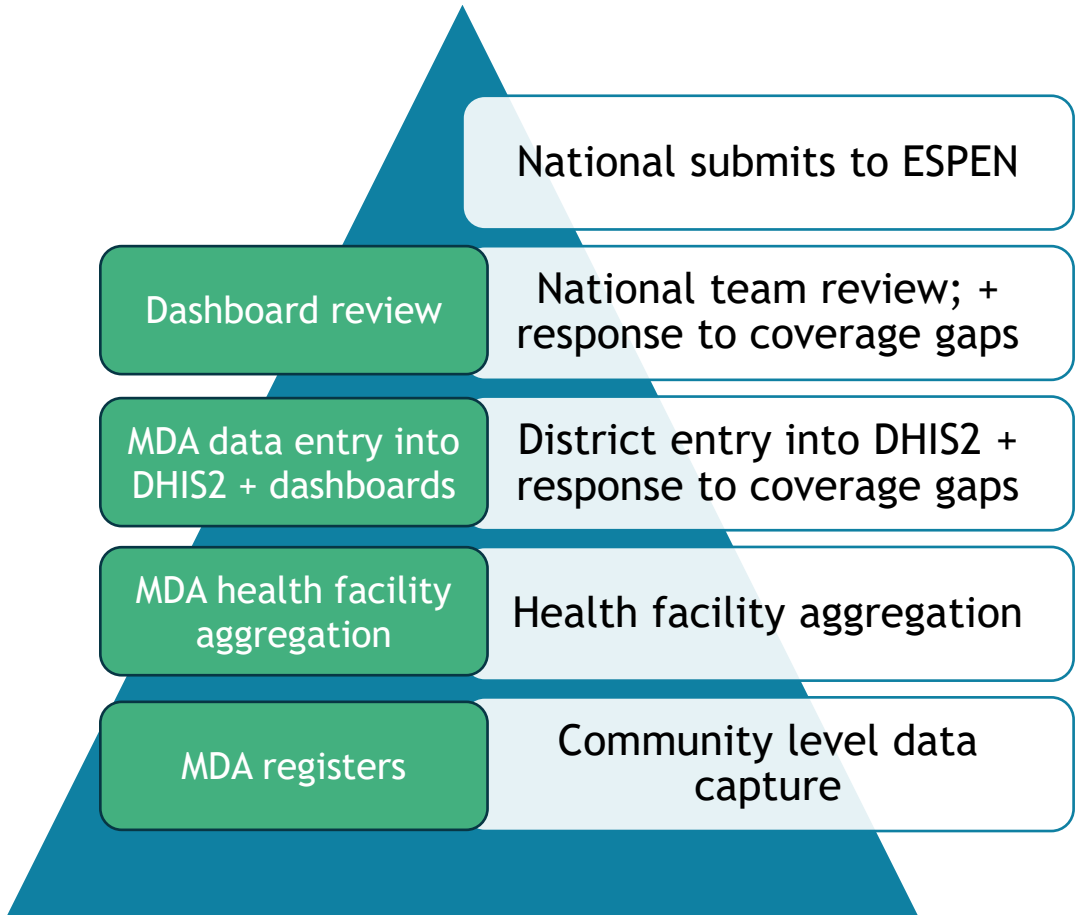 National submits to ESPEN
Dashboard review
National team review; +
response to coverage gaps
MDA data entry into
DHIS2 + dashboards
District entry into DHIS2 +
response to coverage gaps
MDA health facility
aggregation
Health facility aggregation
MDA registers
Community level data
capture